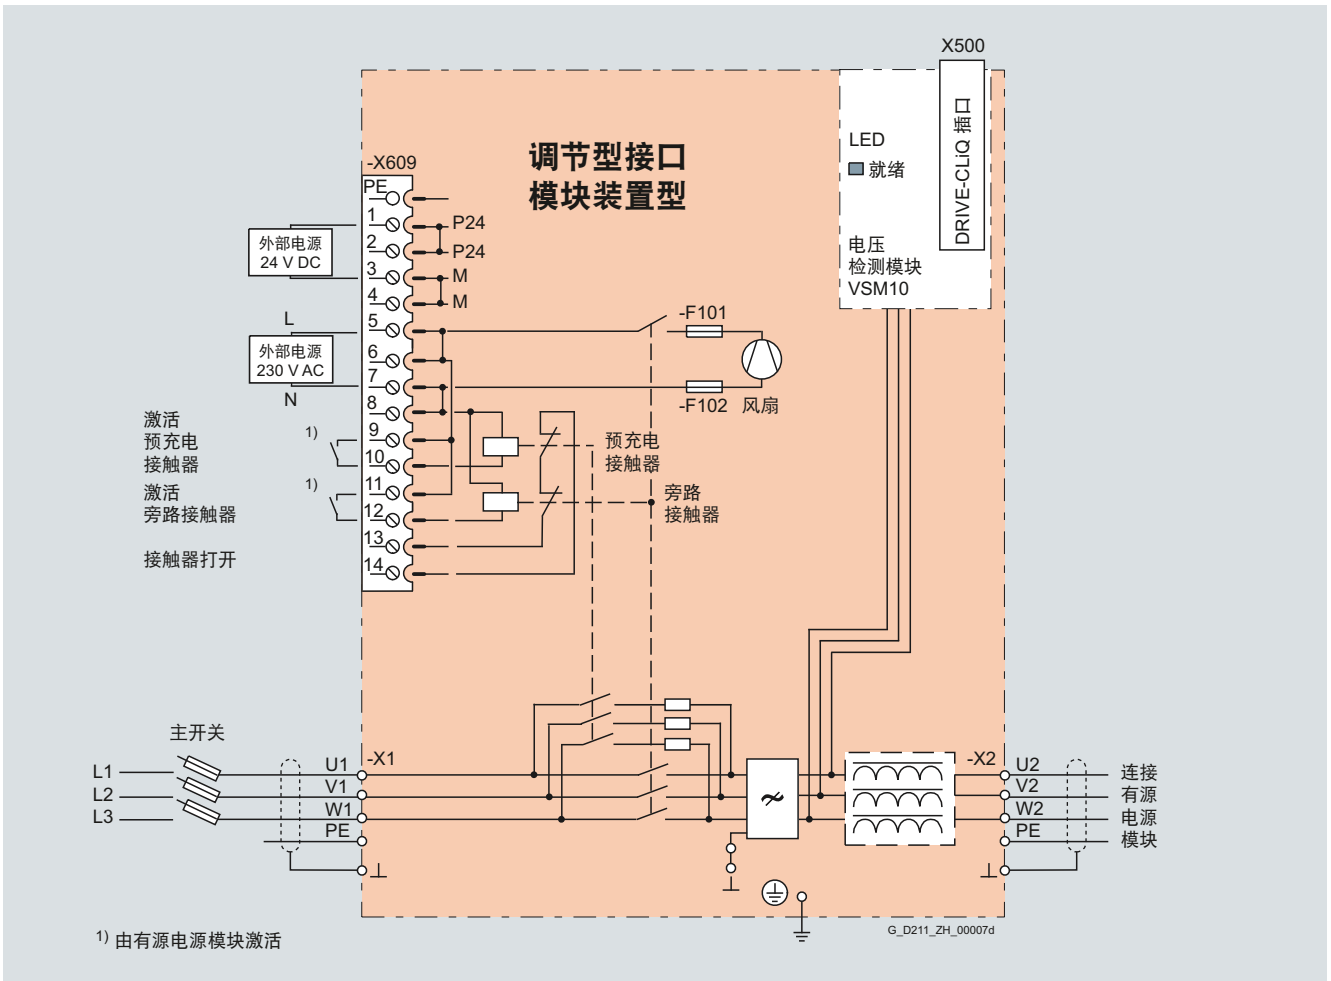 X500
DRIVE-CLiQ 插口
LED
就绪
电压
检测模块
VSM10
调节型接口
模块装置型
-X609
PE
1
2
3
4
5
6
7
8
9
10
11
12
13
14
P24
P24
M
M
外部电源
24 V DC
L
外部电源
230 V AC
N
-F101
-F102
风扇
激活
预充电
接触器
1)
激活
旁路接触器
1)
接触器打开
预充电
接触器
旁路
接触器
主开关
L1
L2
L3
U1
V1
W1
PE
-X1
-X2
U2
V2
W2
PE
连接
有源
电源
模块
1) 由有源电源模块激活
G_D211_ZH_00007d